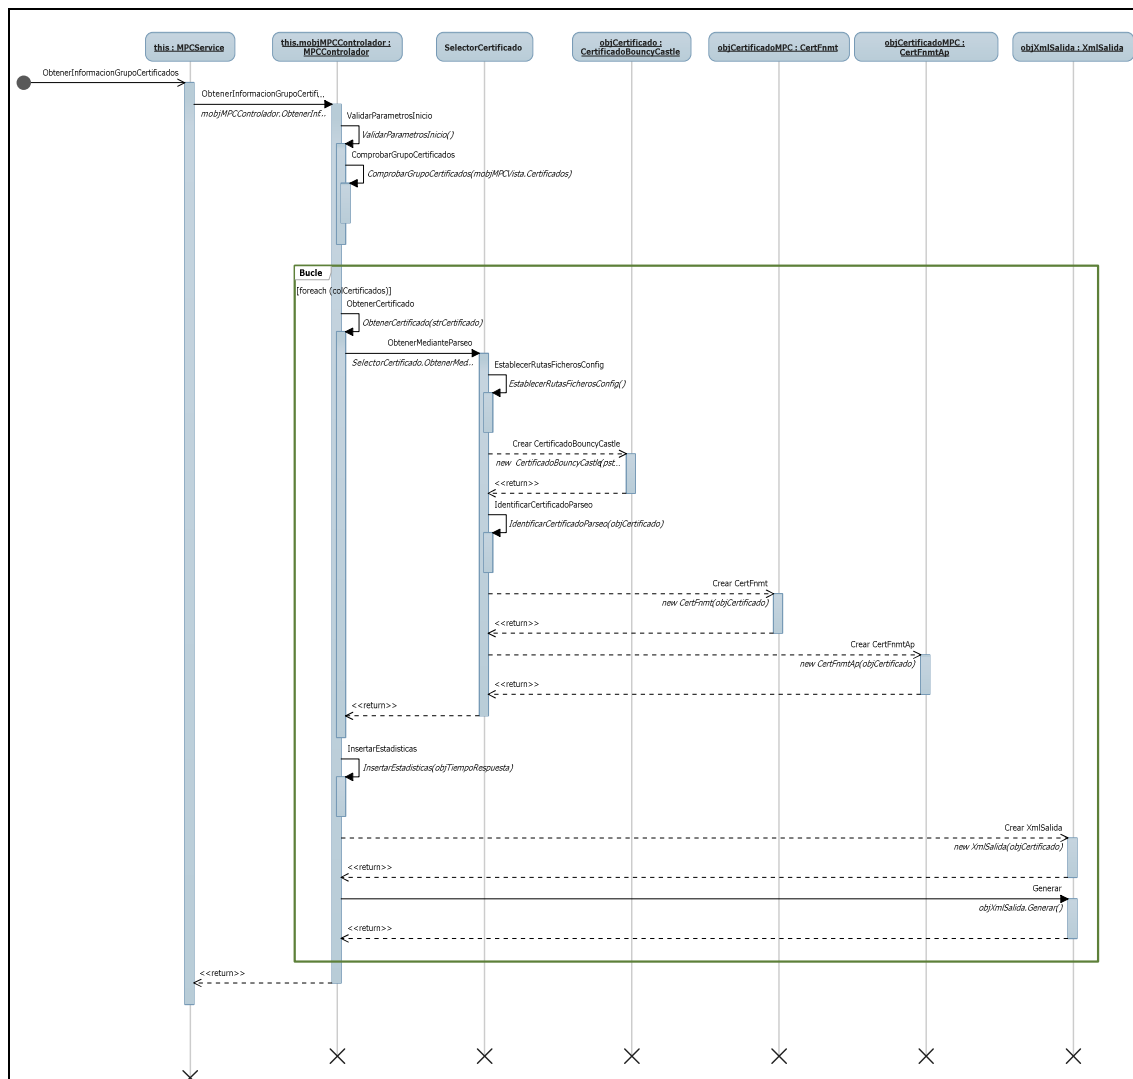 this : MPCService
this.mobjMPCControlador :
MPCControlador
SelectorCertificado
objCertificado :
CertificadoBouncyCastle
objCertificadoMPC : CertFnmt
objCertificadoMPC :
CertFnmtAp
objXmlSalida : XmlSalida
ObtenerInformacionGrupoCertificados
ObtenerInformacionGrupoCertifi...
mobjMPCControlador.ObtenerInf...
ValidarParametrosInicio
ValidarParametrosInicio()
ComprobarGrupoCertificados
ComprobarGrupoCertificados(mobjMPCVista.Certificados)
Bucle
[foreach (colCertificados)]
ObtenerCertificado
ObtenerCertificado(strCertificado)
ObtenerMedianteParseo
SelectorCertificado.ObtenerMed...
EstablecerRutasFicherosConfig
EstablecerRutasFicherosConfig()
Crear CertificadoBouncyCastle
new CertificadoBouncyCastle(pst...
<<return>>
IdentificarCertificadoParseo
IdentificarCertificadoParseo(objCertificado)
Crear CertFnmt
new CertFnmt(objCertificado)
<<return>>
Crear CertFnmtAp
new CertFnmtAp(objCertificado)
<<return>>
<<return>>
InsertarEstadisticas
InsertarEstadisticas(objTiempoRespuesta)
Crear XmlSalida
new XmlSalida(objCertificado)
<<return>>
Generar
objXmlSalida.Generar()
<<return>>
<<return>>